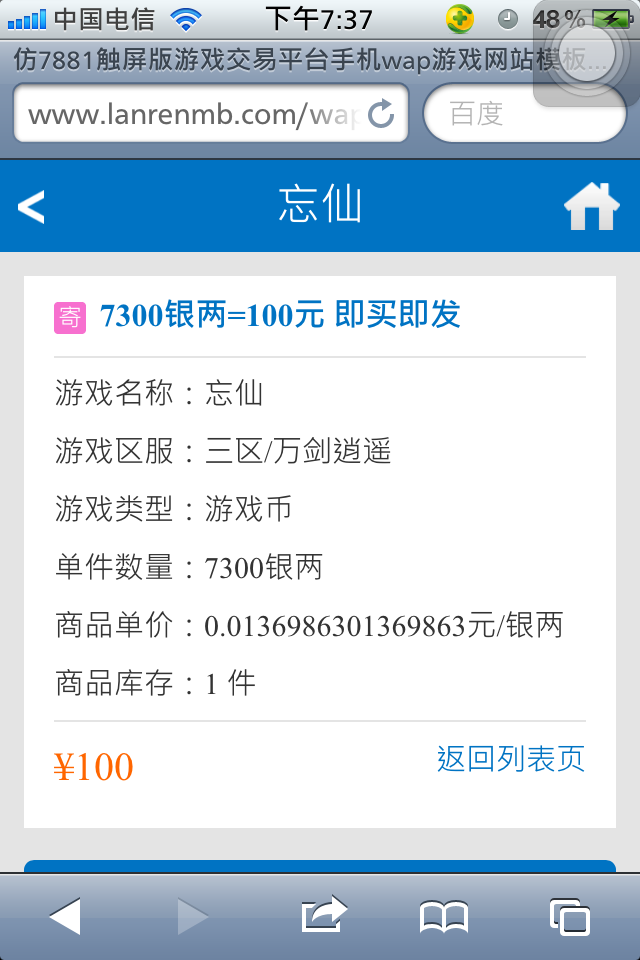 中国电信 下午7:37 48%
仿7881触屏版游戏交易平台手机wap游戏网站模板...
www.lanrenmb.com/wap 百度
忘仙
寄 7300银两=100元 即买即发
游戏名称：忘仙
游戏区服：三区/万剑逍遥
游戏类型：游戏币
单件数量：7300银两
商品单价：0.0136986301369863元/银两
商品库存：1 件
¥100 返回列表页